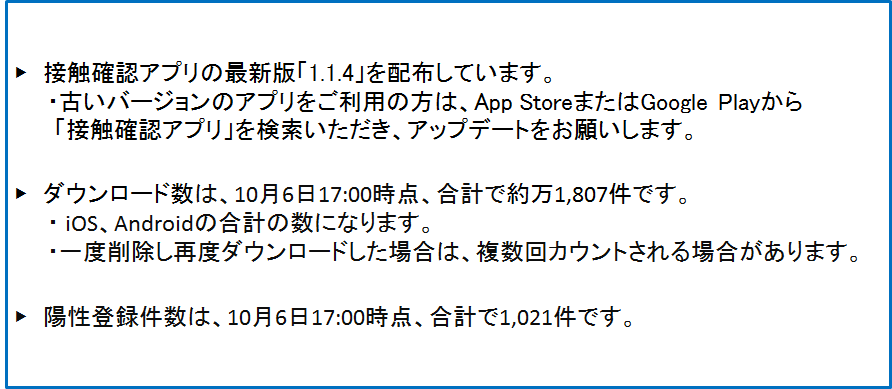 ▶ 接触確認アプリの最新版「1.1.4」を配布しています。
・古いバージョンのアプリをご利用の方は、App StoreまたはGoogle Playから
「接触確認アプリ」を検索いただき、アップデートをお願いします。
▶ ダウンロード数は、10月6日17:00時点、合計で約万1,807件です。
・ iOS、Androidの合計の数になります。
・一度削除し再度ダウンロードした場合は、複数回カウントされる場合があります。
▶ 陽性登録件数は、10月6日17:00時点、合計で1,021件です。